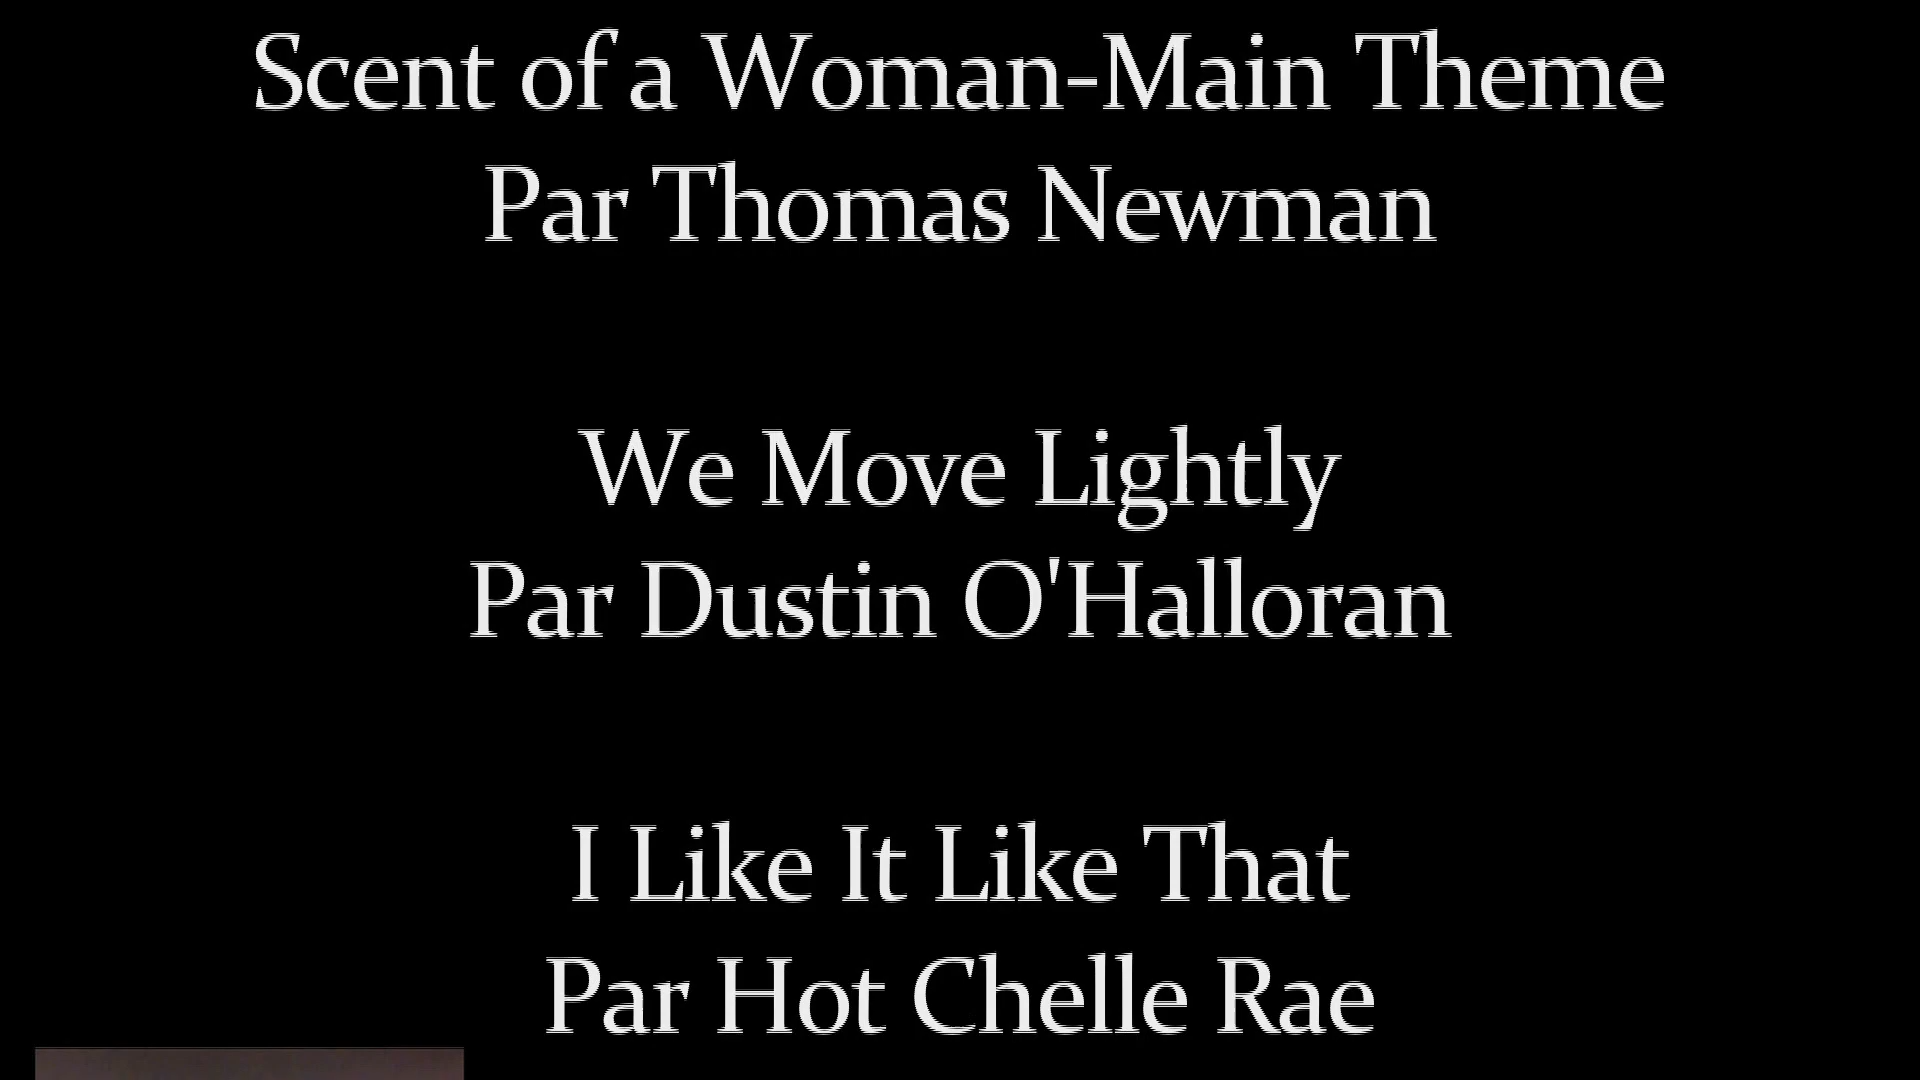 Scent of a Woman-Main Theme
Par Thomas Newman
We Move Lightly
Par Dustin O'Halloran
I Like It Like That
Par Hot Chelle Rae